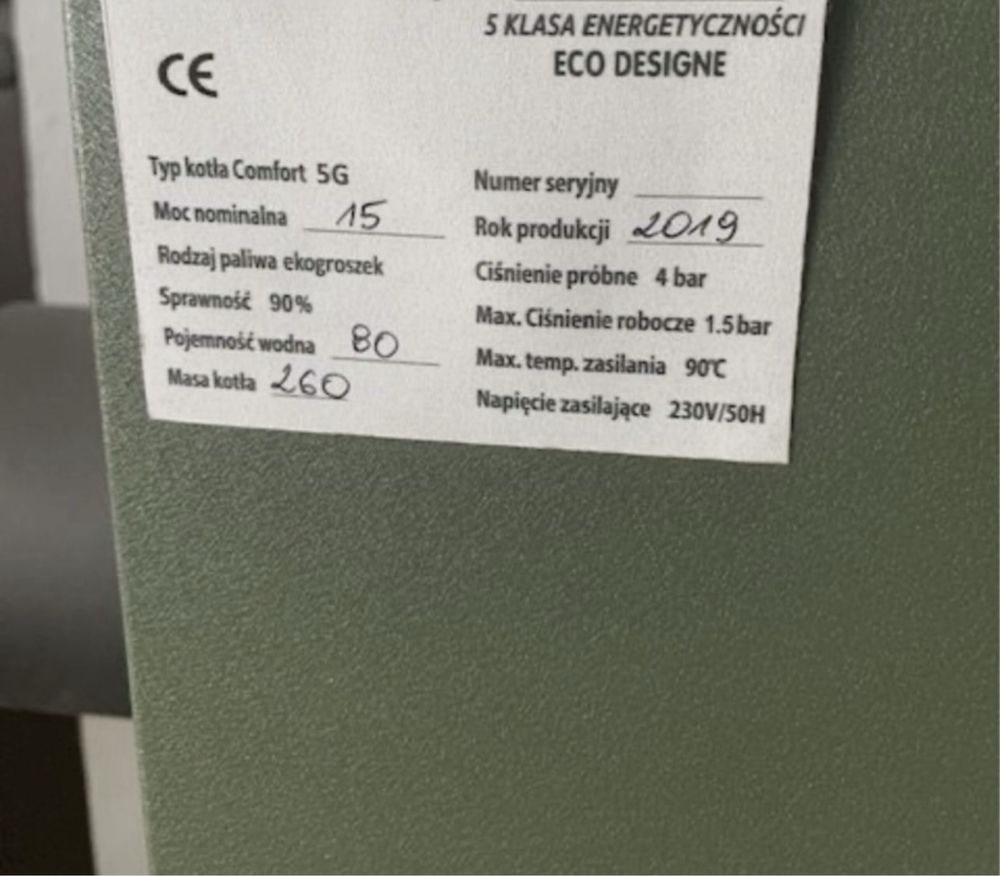 5 KLASA ENERGETYCZNOŚCI
ECO DESIGNE
CE
Typ kotła Comfort 5G
Moc nominalna 15
Rodzaj paliwa ekogroszek
Sprawność 90%
Pojemność wodna 80
Masa kotła 260
Numer seryjny
Rok produkcji 2019
Ciśnienie próbne 4 bar
Max. Ciśnienie robocze 1.5 bar
Max. temp. zasilania 90℃
Napięcie zasilające 230V/50H